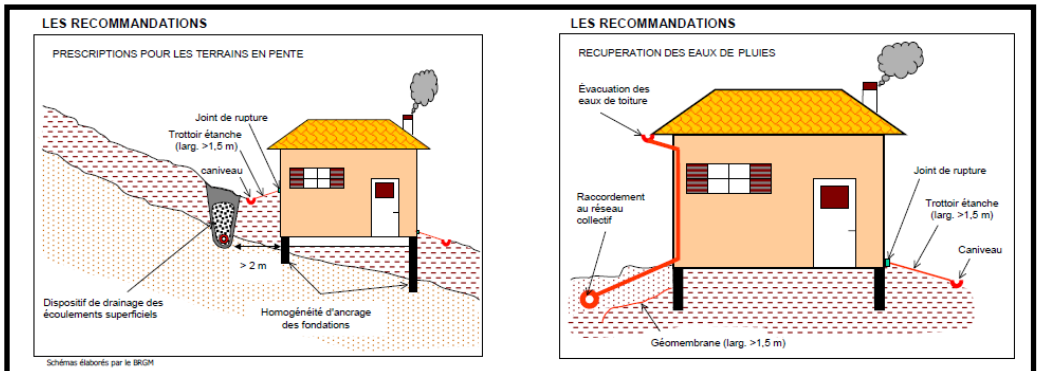 LES RECOMMANDATIONS
PRESCRIPTIONS POUR LES TERRAINS EN PENTE
Joint de rupture
Trottoir étanche
(larg. >1,5 m)
caniveau
> 2 m
Dispositif de drainage des
écoulements superficiels
Homogénéité d'ancrage
des fondations
Schémas élaborés par le BRGM
LES RECOMMANDATIONS
RECUPERATION DES EAUX DE PLUIES
Évacuation des
eaux de toiture
Raccordement
au réseau
collectif
Joint de rupture
Trottoir étanche
(larg. >1,5 m)
Caniveau
Géomembrane (larg. >1,5 m)